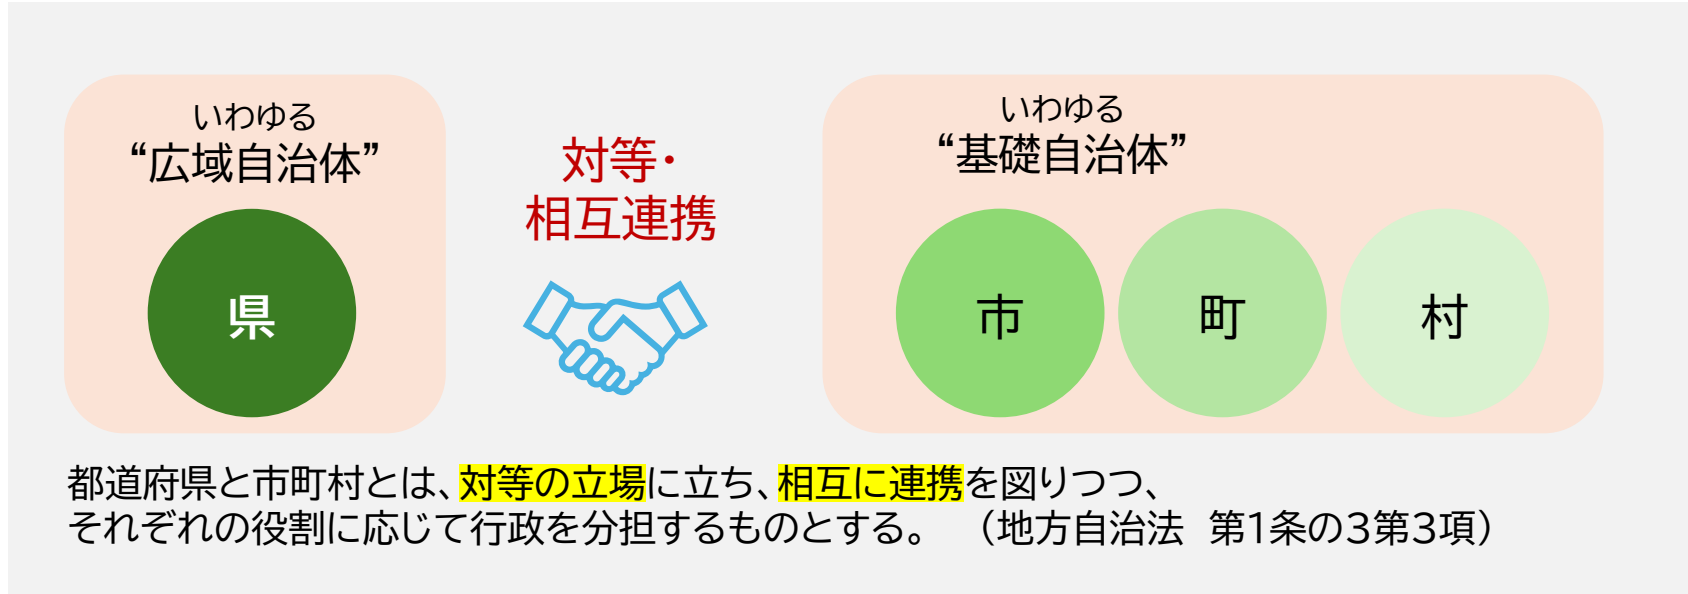 いわゆる
“広域自治体”
県
対等・
相互連携
いわゆる
“基礎自治体”
市
町
村
都道府県と市町村とは、対等の立場に立ち、相互に連携を図りつつ、
それぞれの役割に応じて行政を分担するものとする。　（地方自治法　第1条の3第3項）